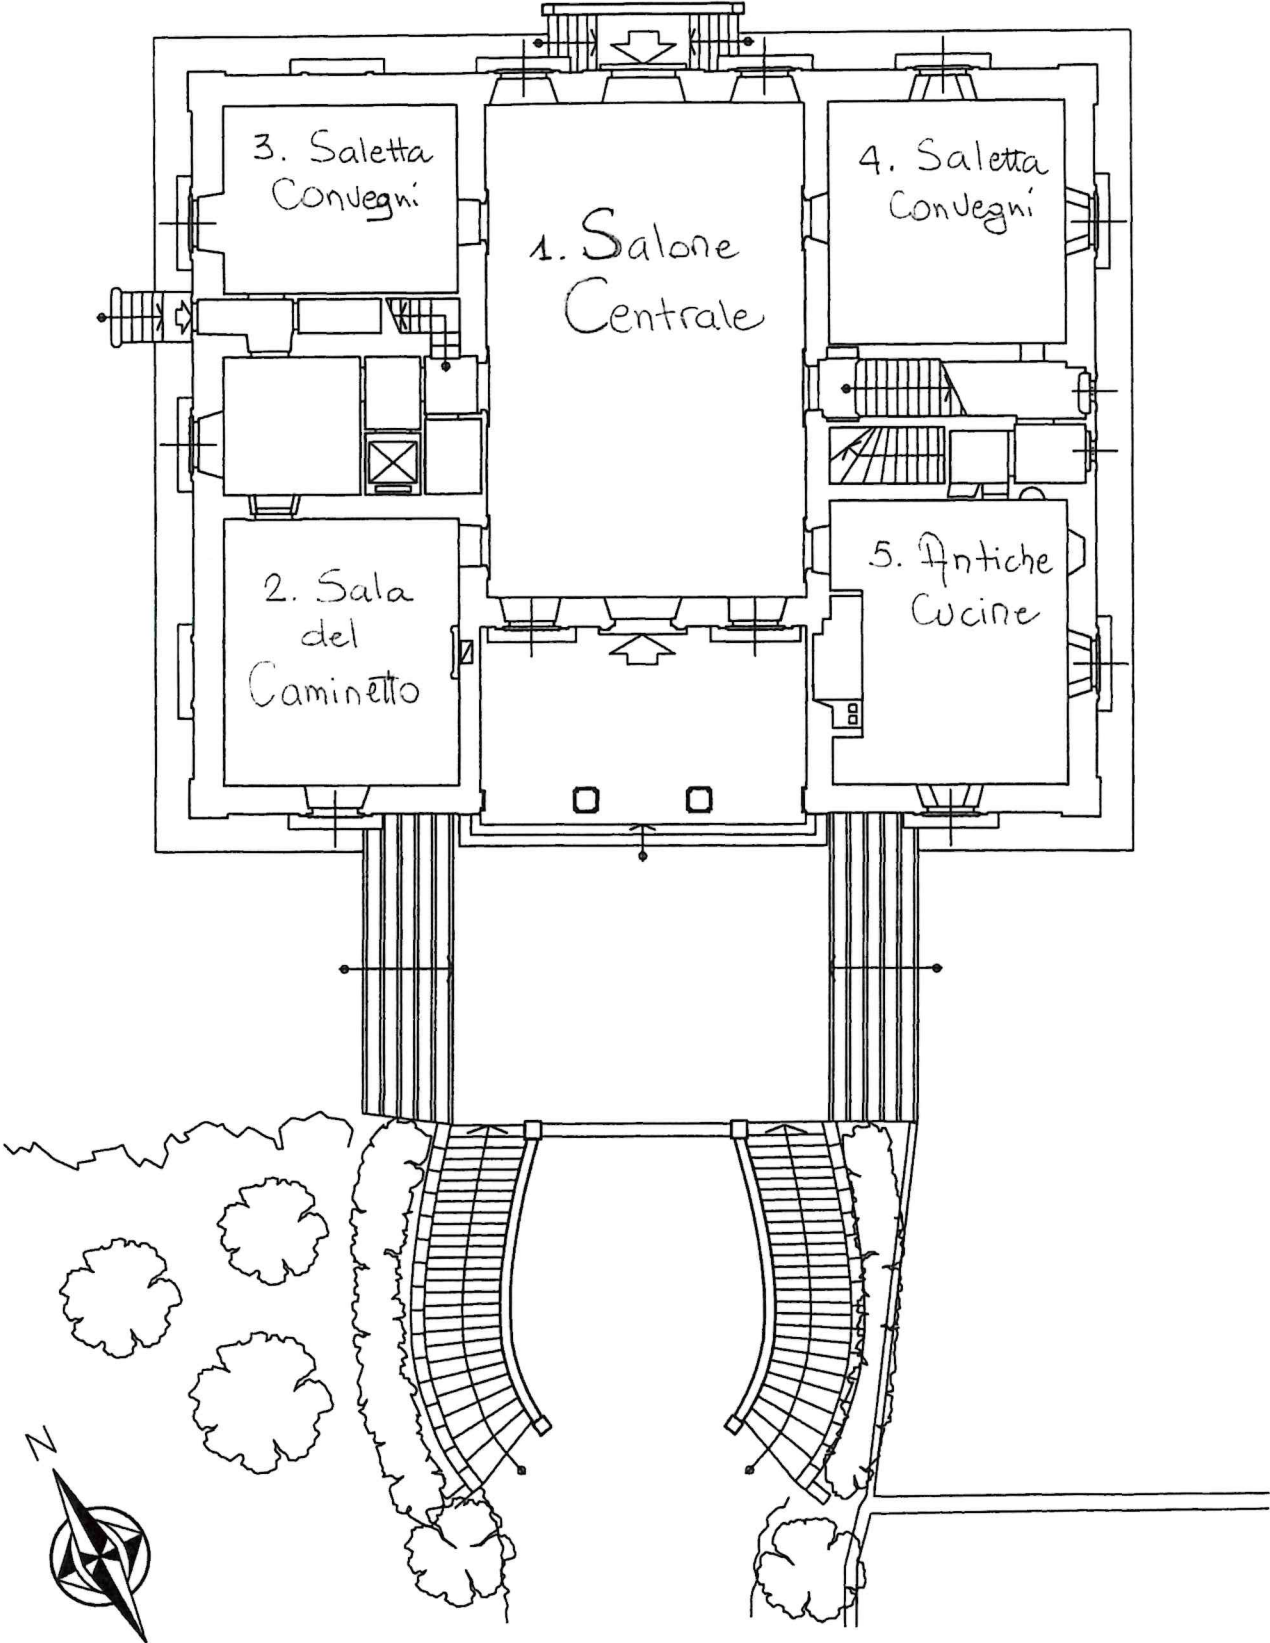 3. Saletta
Convegni
4. Saletta
Convegni
1. Salone
Centrale
2. Sala
del
Caminetto
5. Antiche
Cucine
N